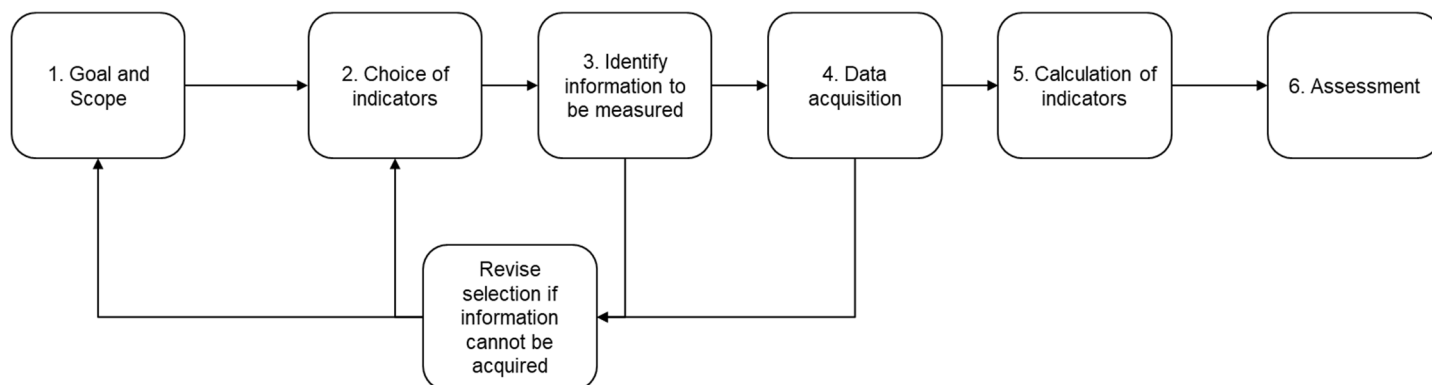 1. Goal and
Scope
2. Choice of
indicators
3. Identify
information to
be measured
4. Data
acquisition
5. Calculation of
indicators
6. Assessment
Revise
selection if
information
cannot be
acquired